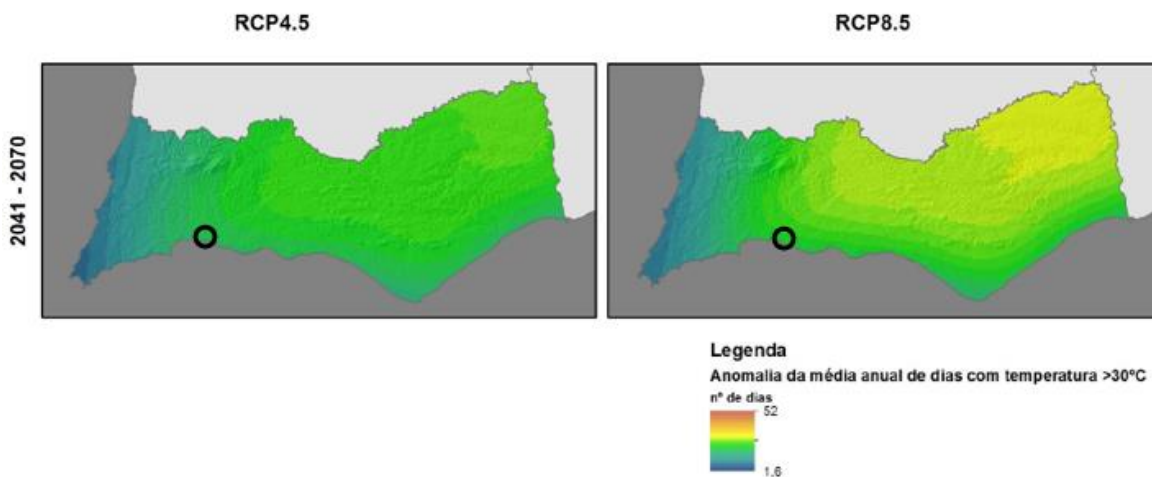 RCP4.5
RCP8.5
2041 - 2070
Legenda
Anomalia da média anual de dias com temperatura >30ºC
nº de dias
52
1,6